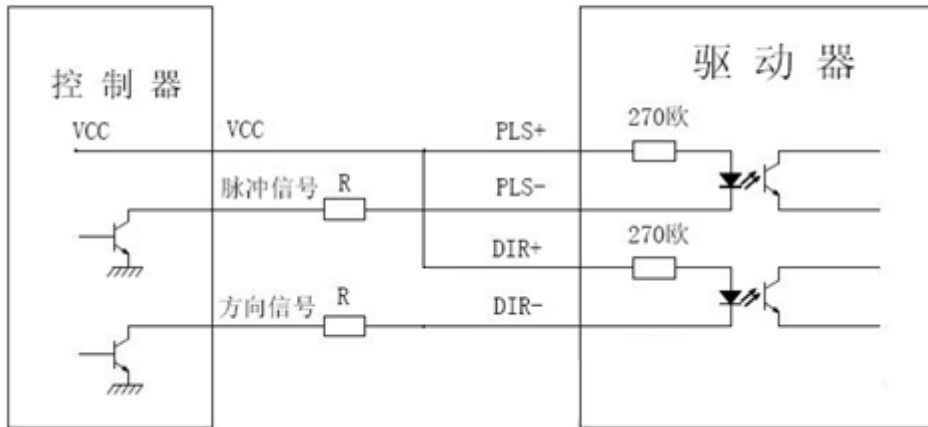 控制器
驱动器
VCC
VCC
PLS+
270欧
脉冲信号
R
PLS-
DIR+
270欧
方向信号
R
DIR-